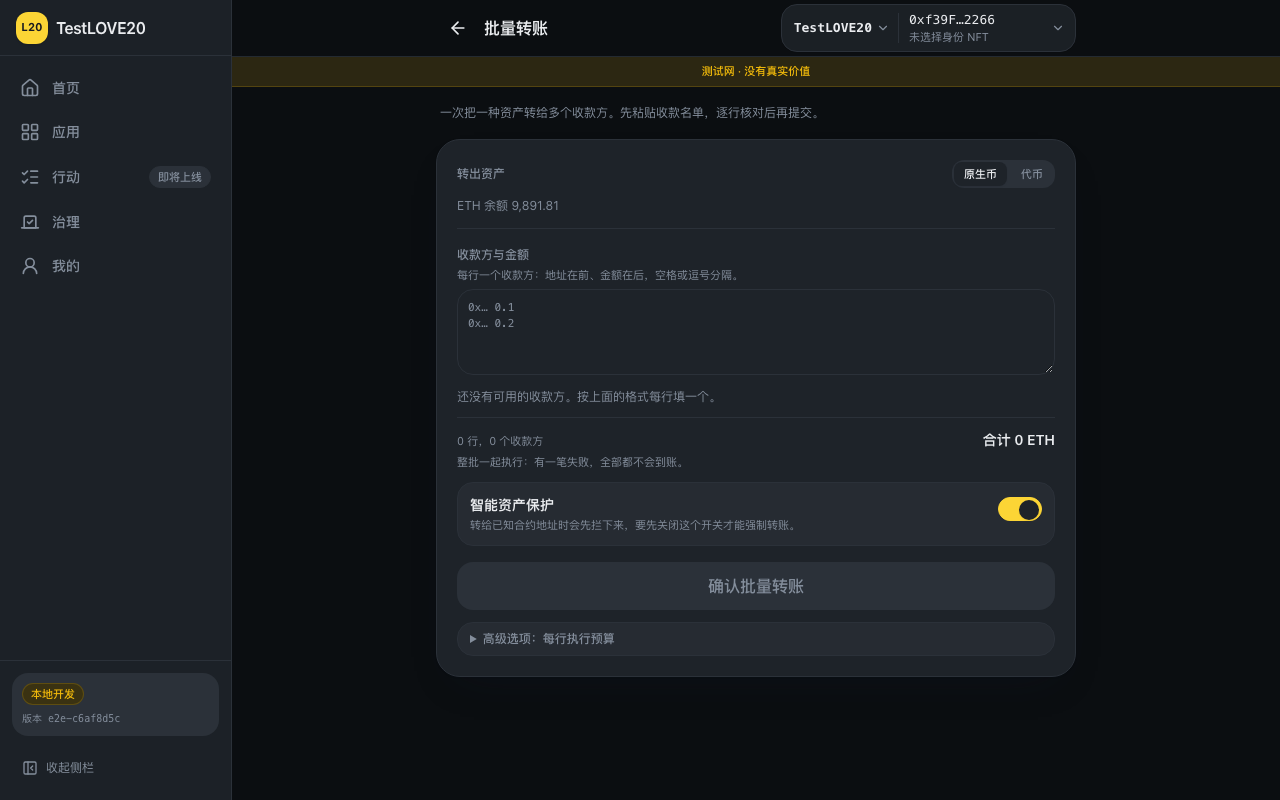 L20 TestLOVE20
首页
应用
行动 即将上线
治理
我的
本地开发
版本 e2e-c6af8d5c
收起侧栏
批量转账
TestLOVE20
0xf39F…2266
未选择身份 NFT
测试网 · 没有真实价值
一次把一种资产转给多个收款方。先粘贴收款名单，逐行核对后再提交。
转出资产
原生币 代币
ETH 余额 9,891.81
收款方与金额
每行一个收款方：地址在前、金额在后，空格或逗号分隔。
0x… 0.1
0x… 0.2
还没有可用的收款方。按上面的格式每行填一个。
0 行，0 个收款方
合计 0 ETH
整批一起执行：有一笔失败，全部都不会到账。
智能资产保护
转给已知合约地址时会先拦下来，要先关闭这个开关才能强制转账。
确认批量转账
高级选项：每行执行预算